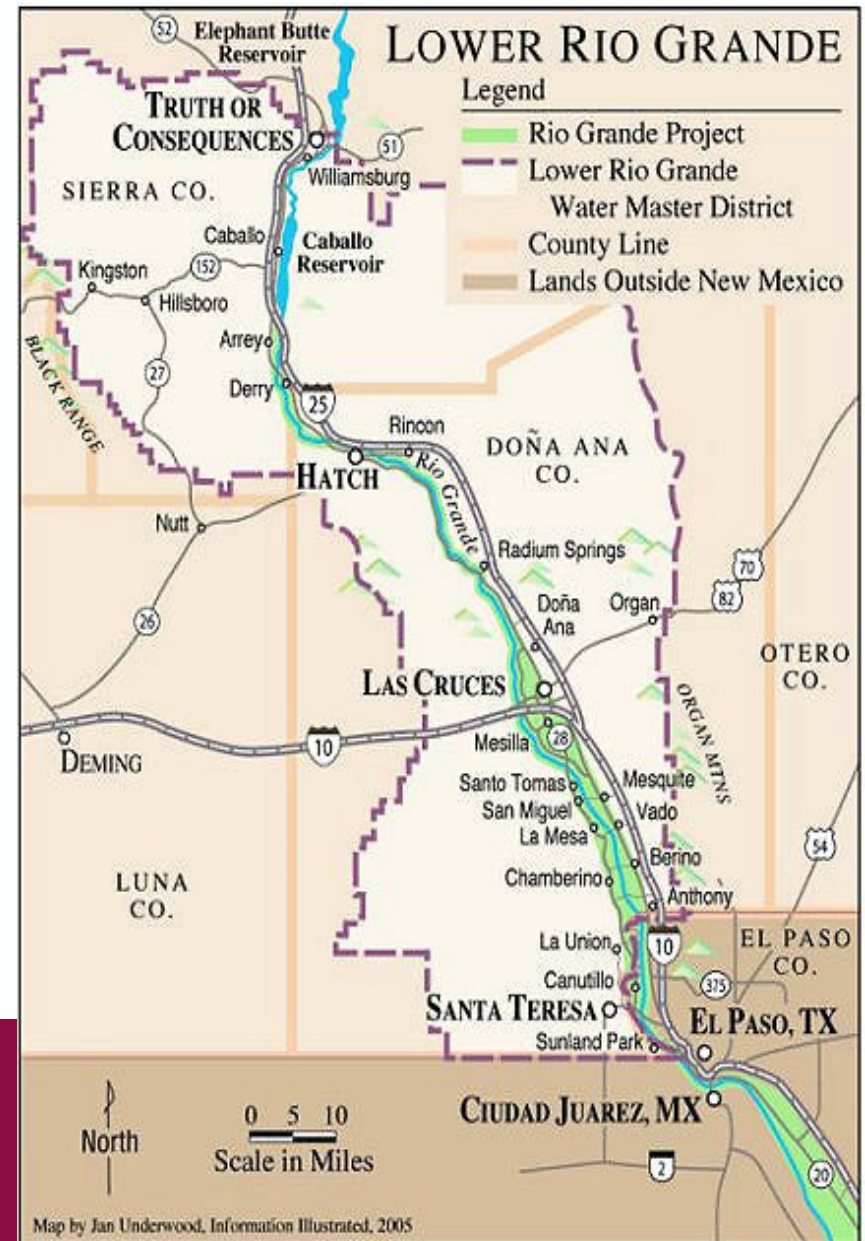 LOWER RIO GRANDE
Legend
Rio Grande Project
Lower Rio Grande
Water Master District
County Line
Lands Outside New Mexico
52
Elephant Butte
Reservoir
TRUTH OR
CONSEQUENCES
51
Williamsburg
SIERRA CO.
Caballo
Caballo
Reservoir
152
Kingston
Hillsboro
BLACK RANGE
27
Arrey
Derry
25
Rincon
HATCH
Rio Grande
DOÑA ANA
CO.
Nutt
Radium Springs
70
82
26
Doña
Ana
Organ
OTERO
CO.
LAS CRUCES
ORGAN MTNS
10
DEMING
Mesilla
28
Santo Tomas
Mesquite
San Miguel
Vado
La Mesa
54
Berino
LUNA
CO.
Chamberino
Anthony
La Union
10
EL PASO
CO.
Canutillo
375
SANTA TERESA
EL PASO, TX
Sunland Park
CIUDAD JUAREZ, MX
North
0 5 10
Scale in Miles
2
20
Map by Jan Underwood, Information Illustrated, 2005